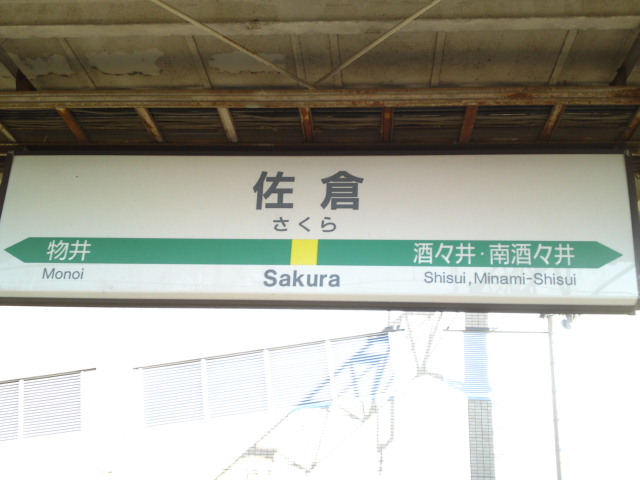 佐倉
さくら
物井
酒々井・南酒々井
Monoi
Sakura
Shisui, Minami-Shisui